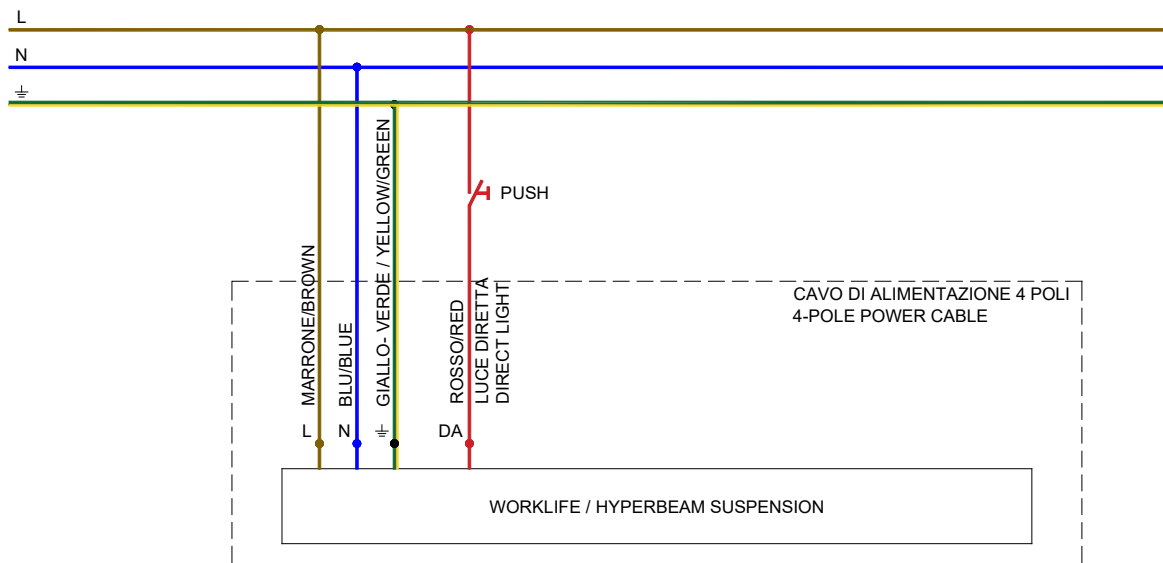 L
N
PUSH
CAVO DI ALIMENTAZIONE 4 POLI
4-POLE POWER CABLE
MARRONE/BROWN
BLU/BLUE
GIALLO- VERDE / YELLOW/GREEN
ROSSO/RED
LUCE DIRETTA
DIRECT LIGHT
L
N
DA
WORKLIFE / HYPERBEAM SUSPENSION